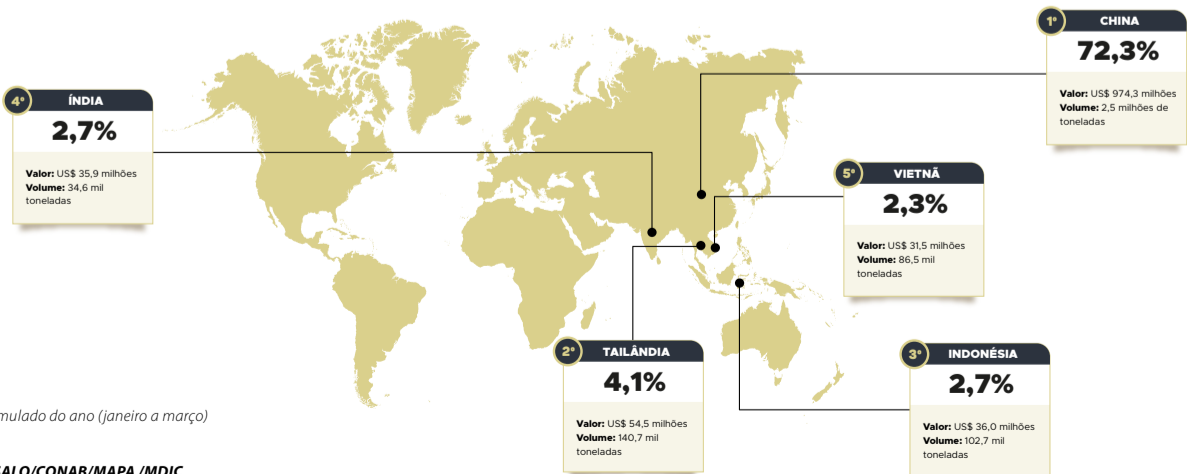 1º CHINA
72,3%
Valor: US$ 974,3 milhões
Volume: 2,5 milhões de
toneladas
4º ÍNDIA
2,7%
Valor: US$ 35,9 milhões
Volume: 34,6 mil
toneladas
5º VIETNÃ
2,3%
Valor: US$ 31,5 milhões
Volume: 86,5 mil
toneladas
2º TAILÂNDIA
4,1%
Valor: US$ 54,5 milhões
Volume: 140,7 mil
toneladas
3º INDONÉSIA
2,7%
Valor: US$ 36,0 milhões
Volume: 102,7 mil
toneladas
mulado do ano (janeiro a março)
/CONAB/MAPA /MDIC